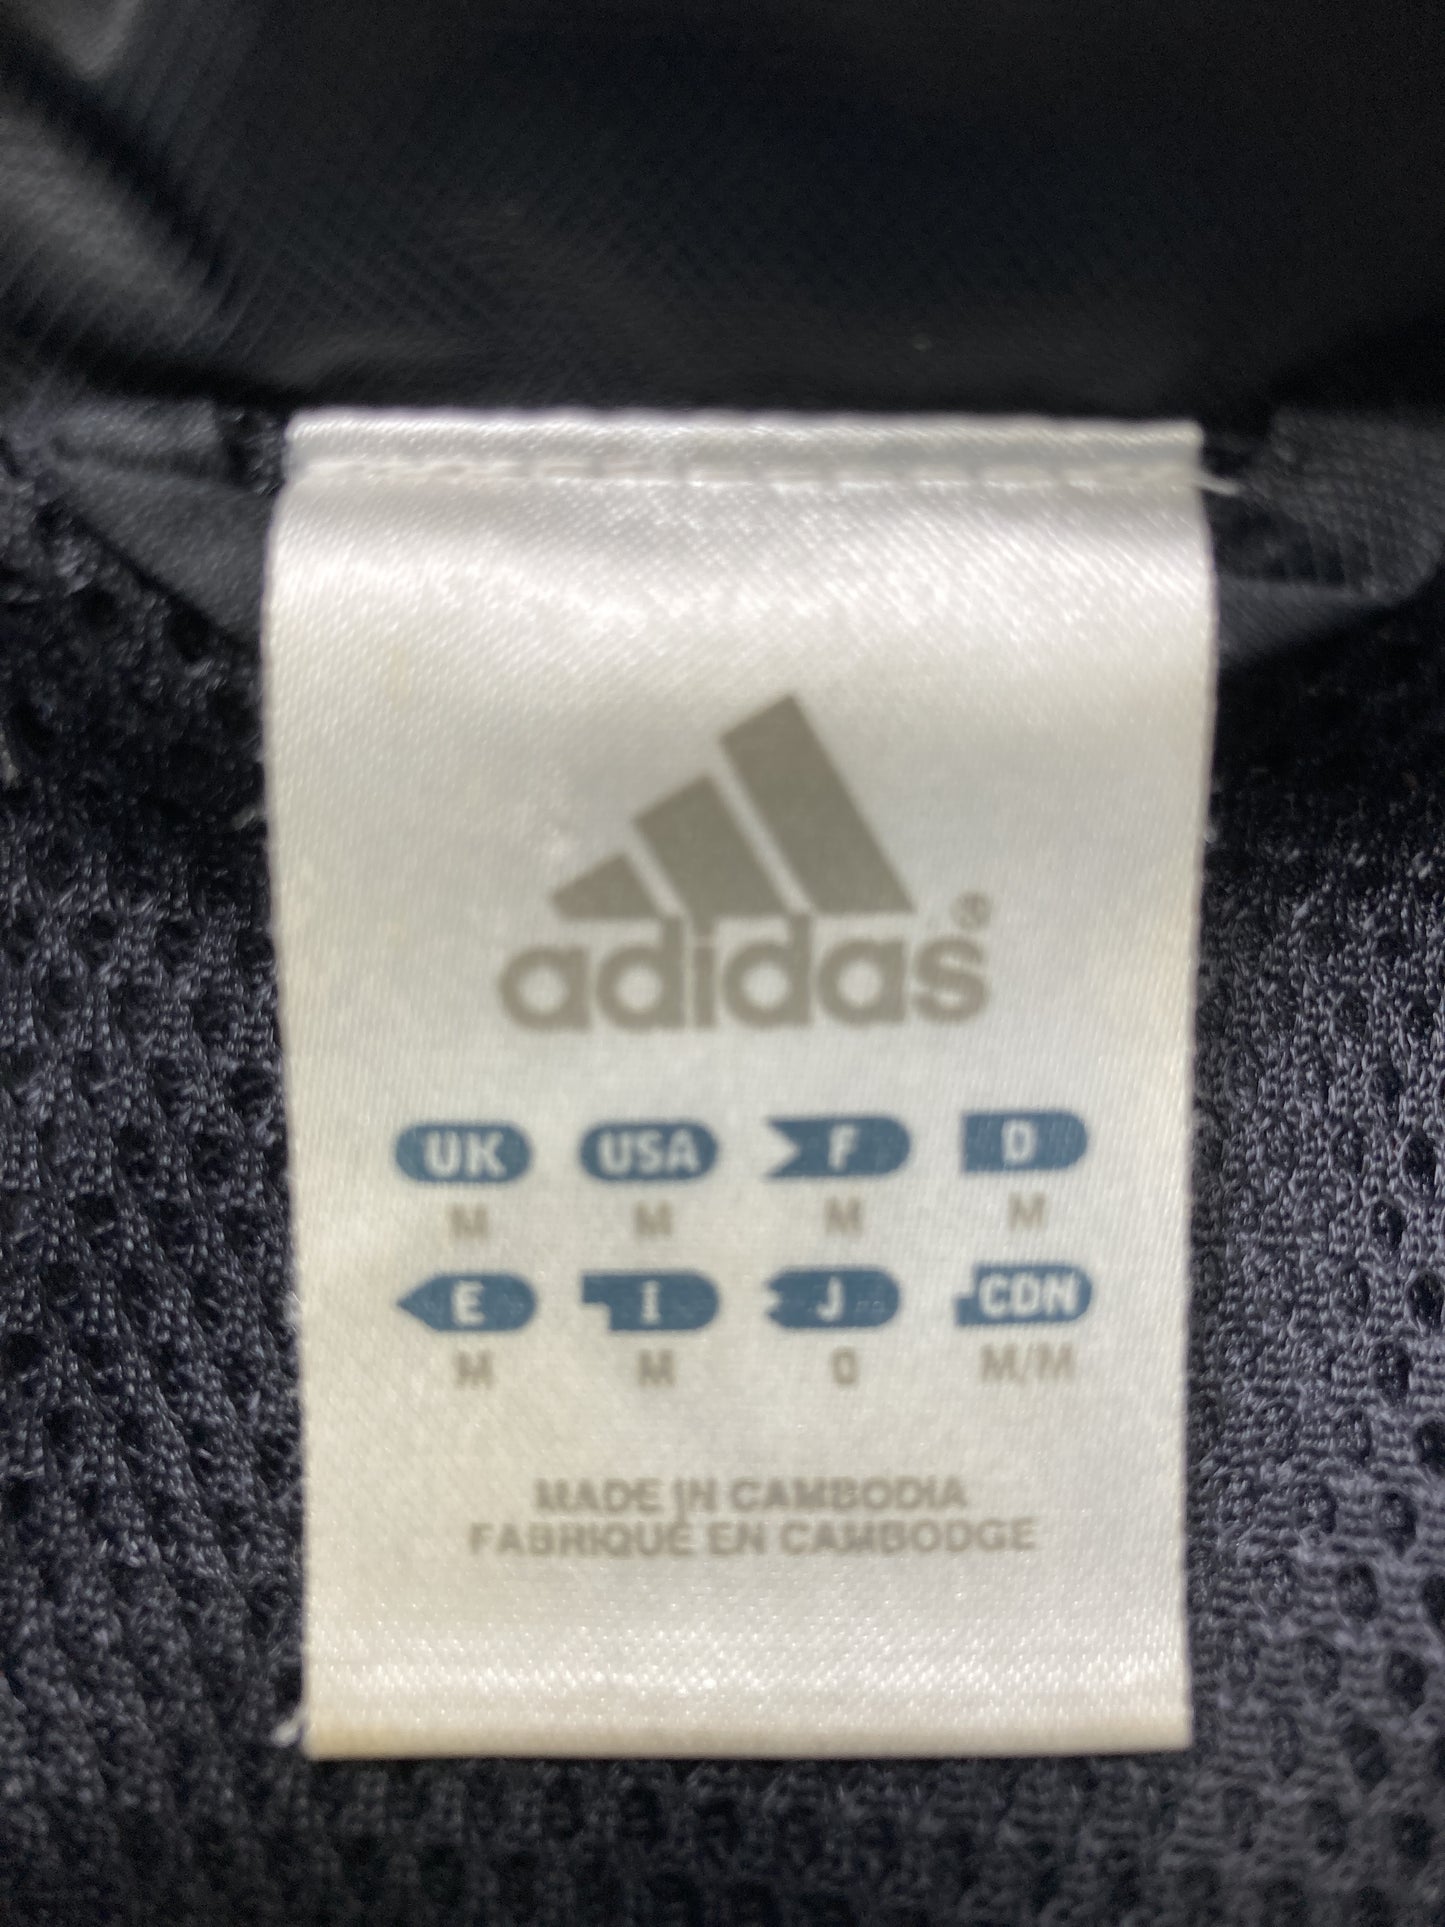 adidas®
UK USA F D
M M M M
E I J CDN
M M O M/M
MADE IN CAMBODIA
FABRIQUÉ EN CAMBODGE